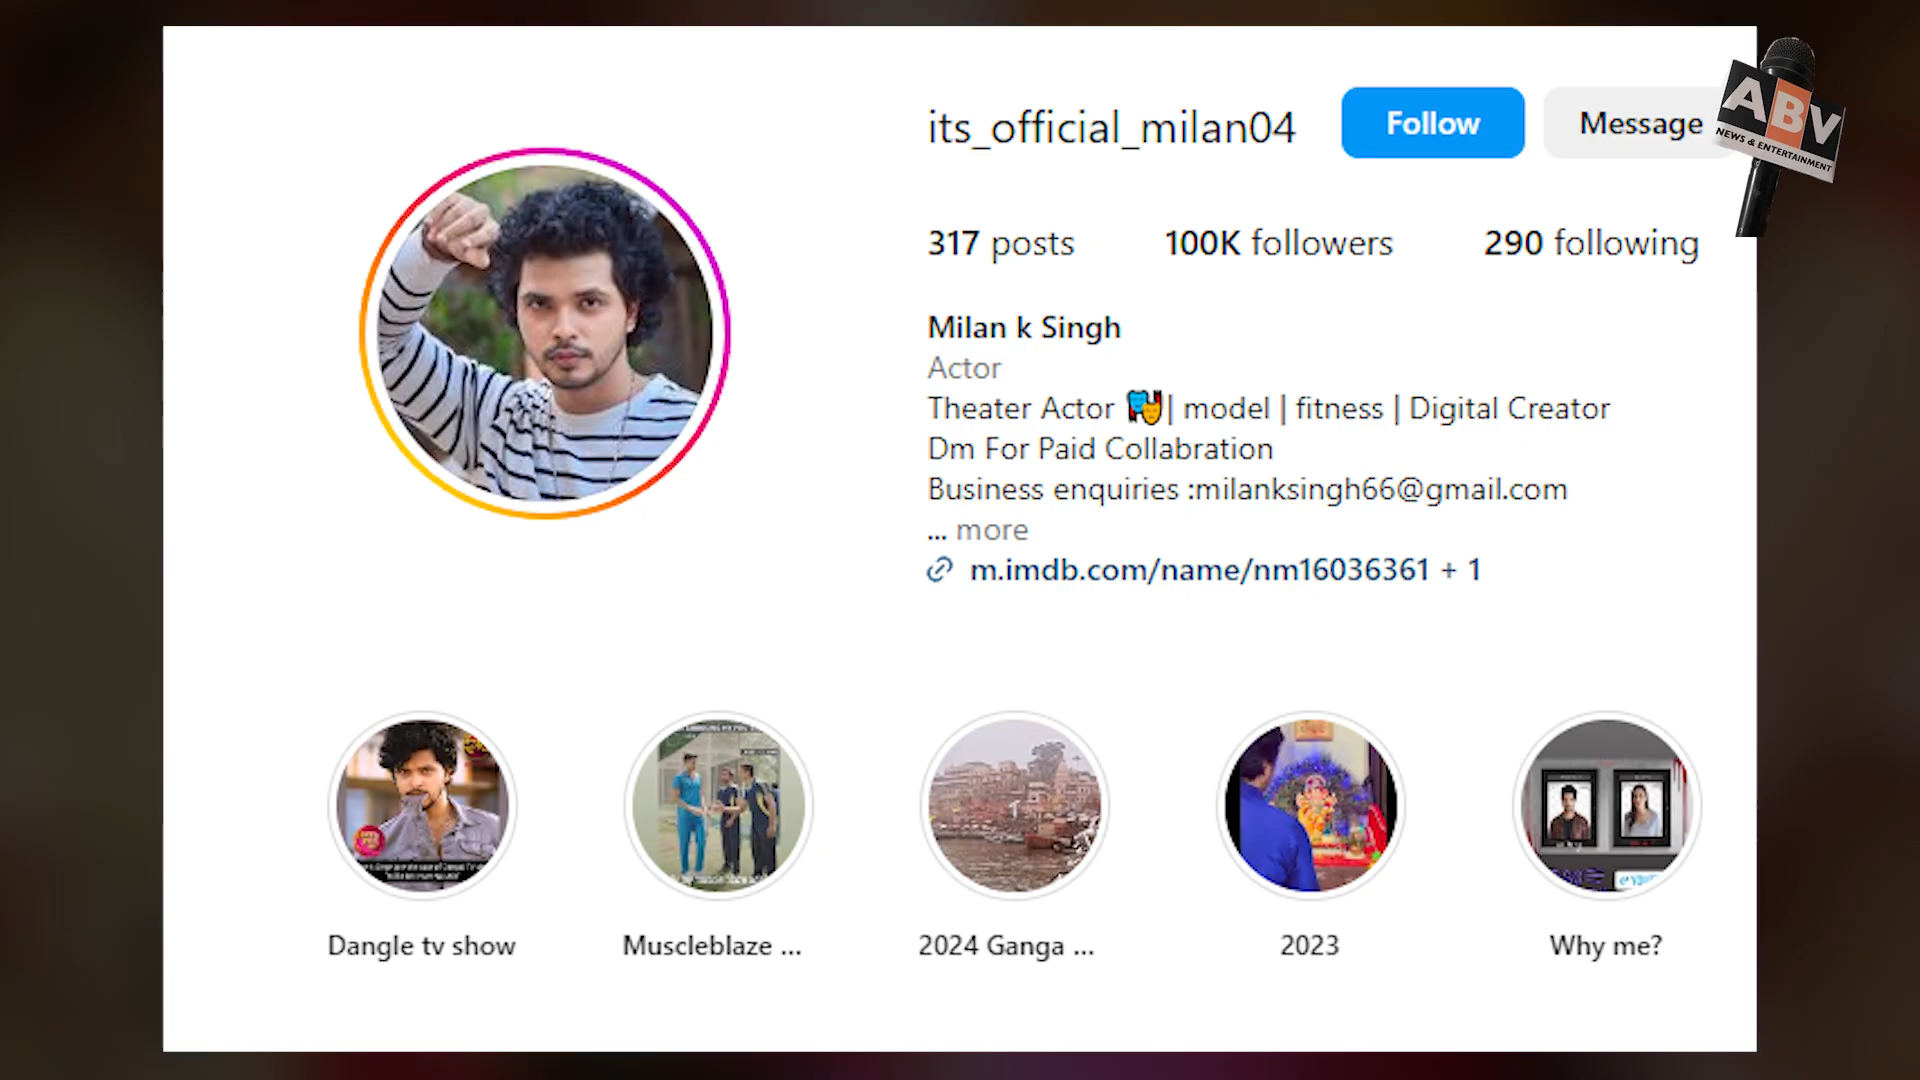 its_official_milan04 Follow Message
ABV
NEWS & ENTERTAINMENT
317 posts 100K followers 290 following
Milan k Singh
Actor
Theater Actor 🎭| model | fitness | Digital Creator
Dm For Paid Collabration
Business enquiries :milanksingh66@gmail.com
... more
m.imdb.com/name/nm16036361 + 1
Dangle tv show
Muscleblaze ...
2024 Ganga ...
2023
Why me?